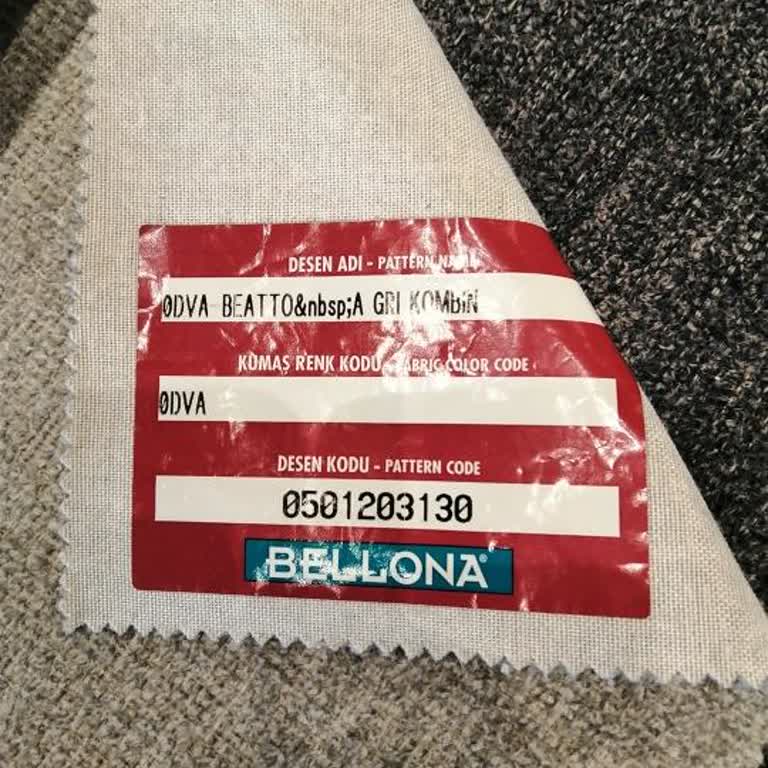 DESEN ADI - PATTERN NAME
0DVA BEATTO&nbsp;A GRI KOMBİN
KUMAŞ RENK KODU - FABRIC COLOR CODE
0DVA
DESEN KODU - PATTERN CODE
0501203130
BELLONA®